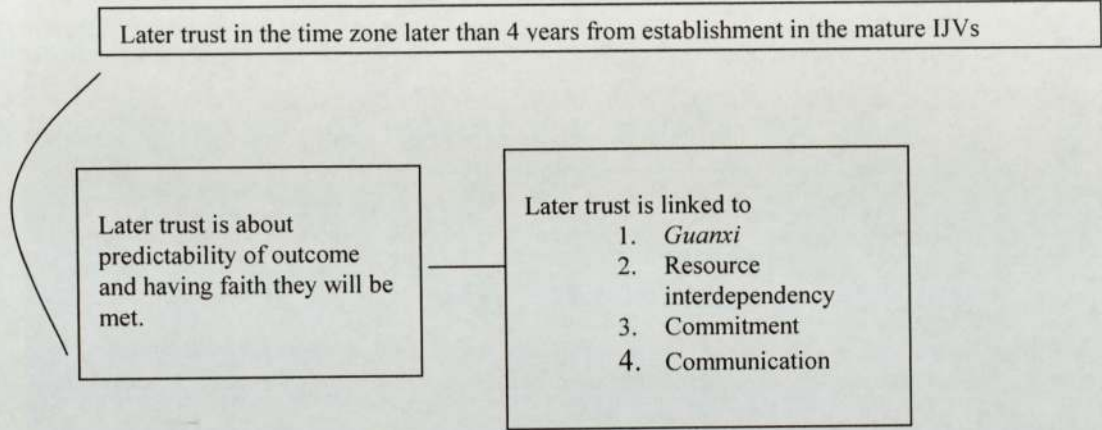 Later trust in the time zone later than 4 years from establishment in the mature IJVs
Later trust is about
predictability of outcome
and having faith they will be
met.
Later trust is linked to
1. Guanxi
2. Resource
interdependency
3. Commitment
4. Communication